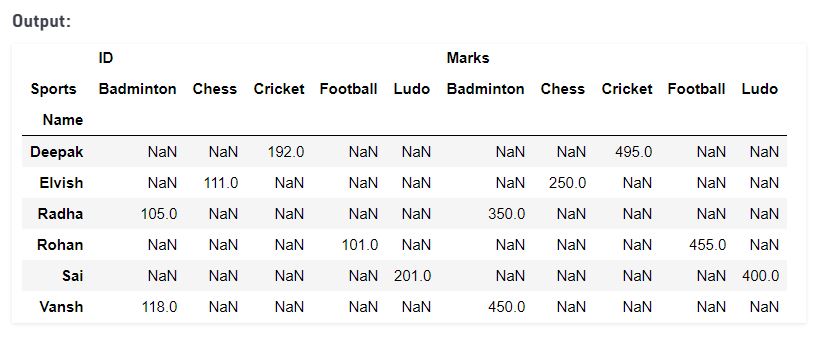 Output:
ID Marks
Sports Badminton Chess Cricket Football Ludo Badminton Chess Cricket Football Ludo
Name
Deepak NaN NaN 192.0 NaN NaN NaN NaN 495.0 NaN NaN
Elvish NaN 111.0 NaN NaN NaN NaN 250.0 NaN NaN NaN
Radha 105.0 NaN NaN NaN NaN 350.0 NaN NaN NaN NaN
Rohan NaN NaN NaN 101.0 NaN NaN NaN NaN 455.0 NaN
Sai NaN NaN NaN NaN 201.0 NaN NaN NaN NaN 400.0
Vansh 118.0 NaN NaN NaN NaN 450.0 NaN NaN NaN NaN